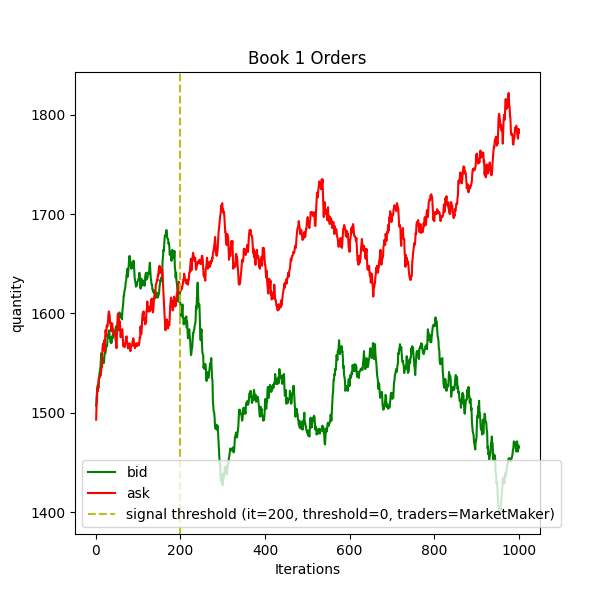 Book 1 Orders
quantity
1800
1700
1600
1500
1400
bid
ask
signal threshold (it=200, threshold=0, traders=MarketMaker)
0 200 400 600 800 1000
Iterations